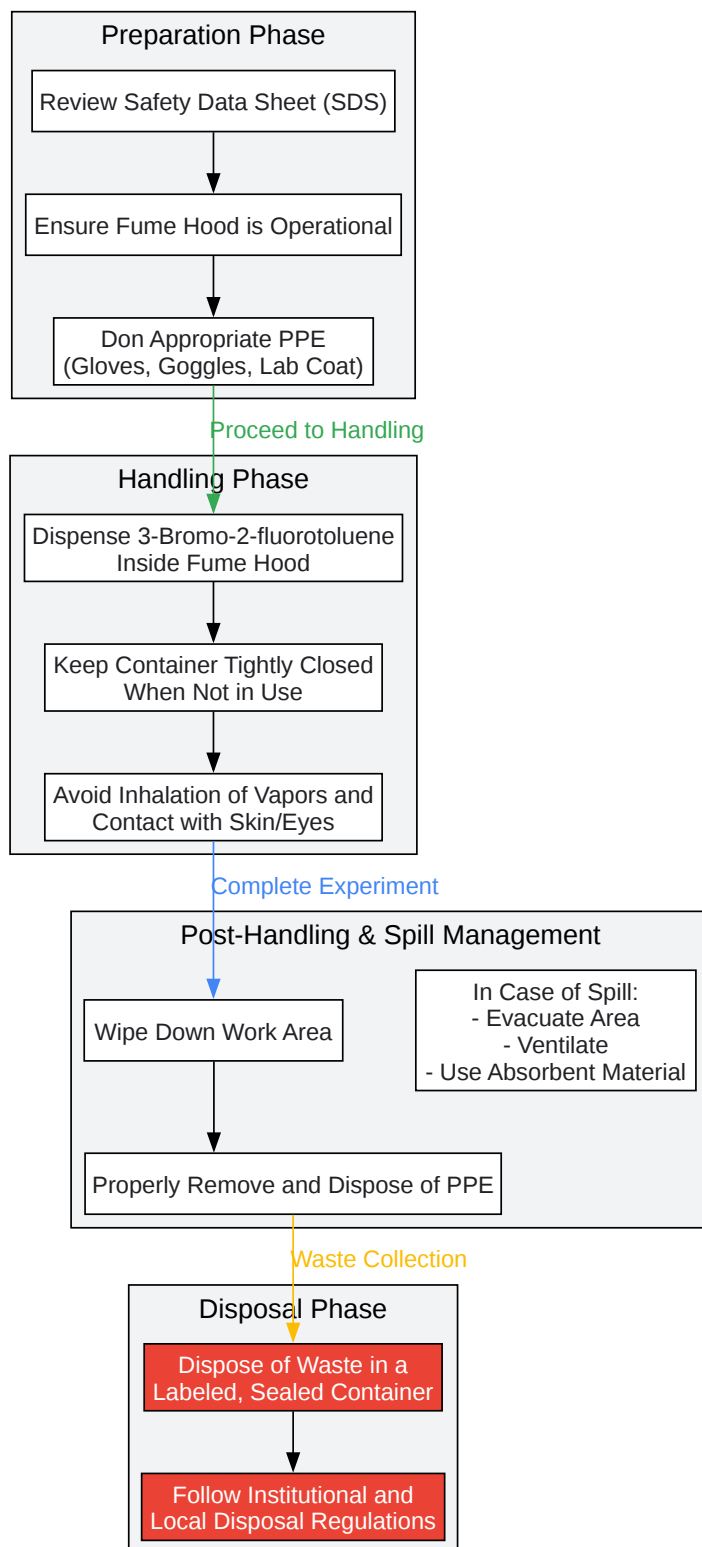 Preparation Phase
Review Safety Data Sheet (SDS)
Ensure Fume Hood is Operational
Don Appropriate PPE
(Gloves, Goggles, Lab Coat)
Proceed to Handling
Handling Phase
Dispense 3-Bromo-2-fluorotoluene
Inside Fume Hood
Keep Container Tightly Closed
When Not in Use
Avoid Inhalation of Vapors and
Contact with Skin/Eyes
Complete Experiment
Post-Handling & Spill Management
In Case of Spill:
- Evacuate Area
- Ventilate
- Use Absorbent Material
Wipe Down Work Area
Properly Remove and Dispose of PPE
Waste Collection
Disposal Phase
Dispose of Waste in a
Labeled, Sealed Container
Follow Institutional and
Local Disposal Regulations